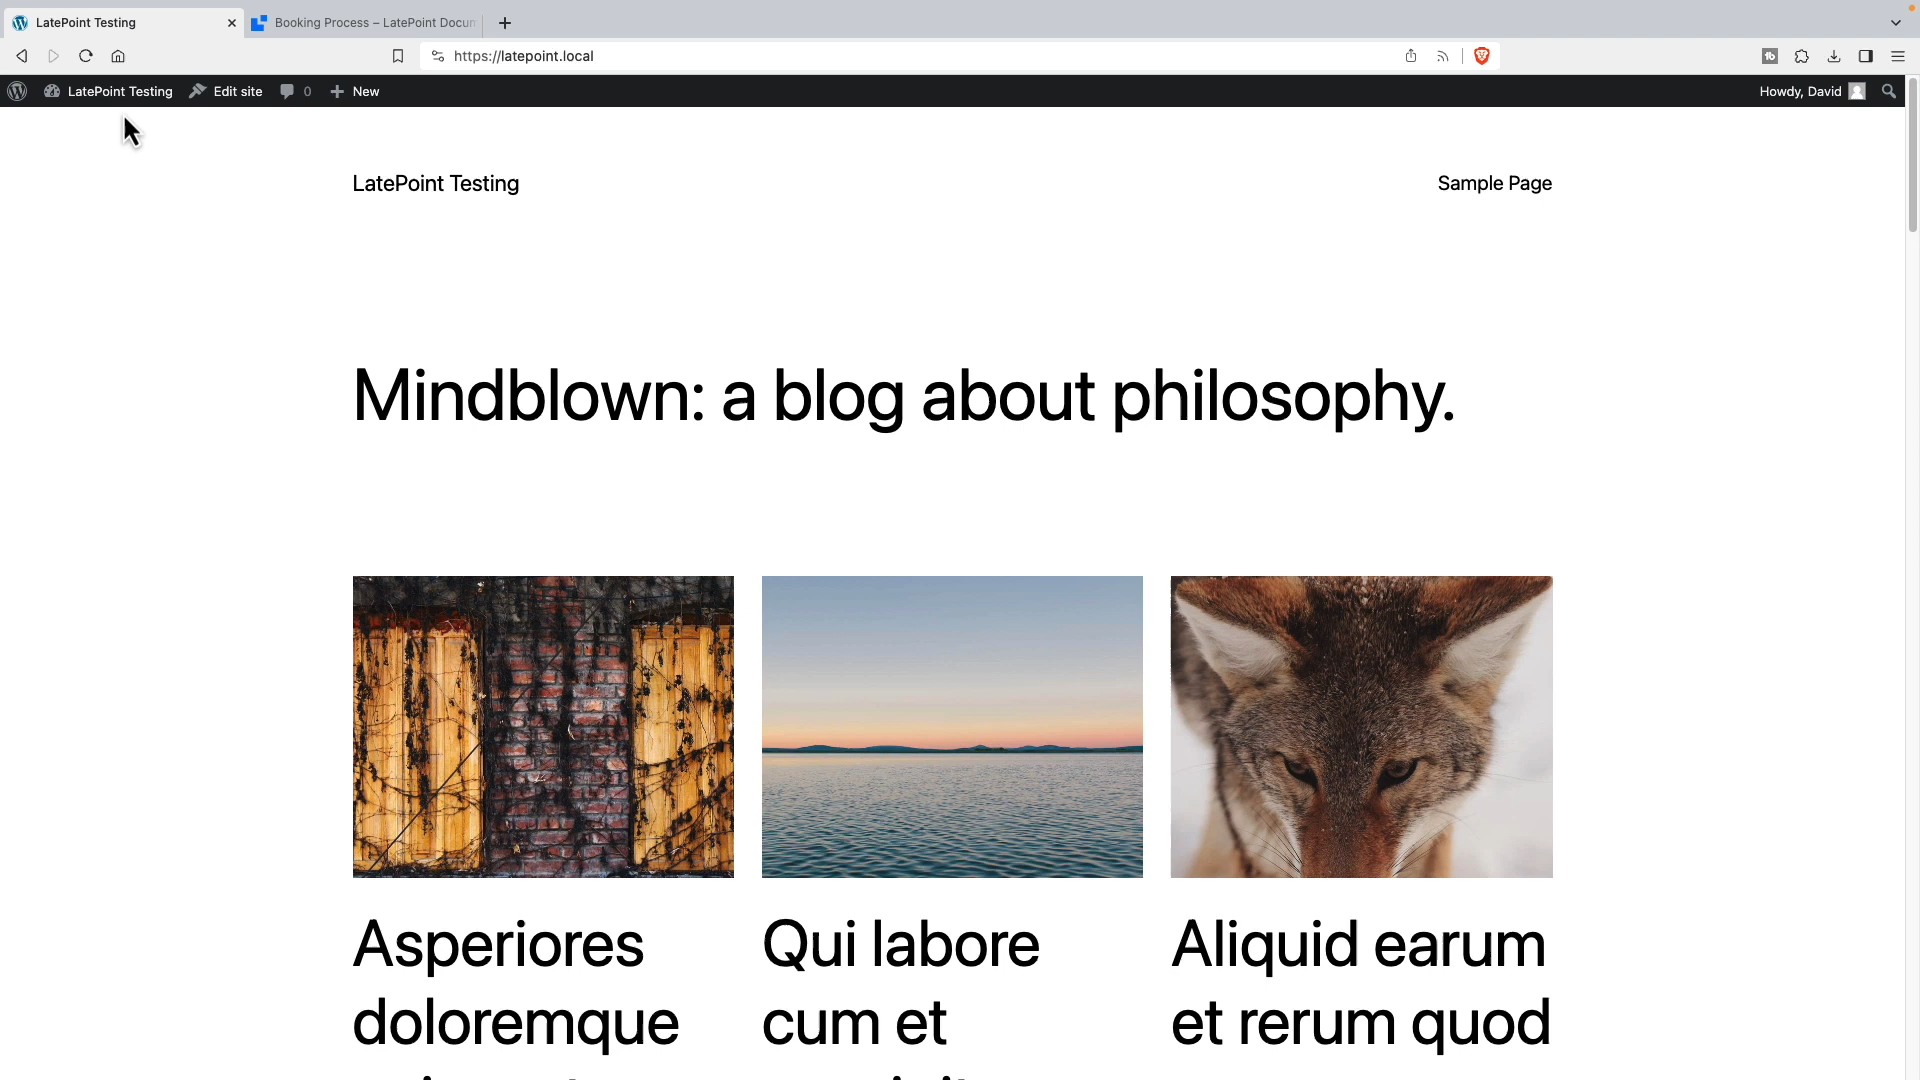 LatePoint Testing
Booking Process – LatePoint Docun
https://latepoint.local
LatePoint Testing
Edit site
0
New
Howdy, David
LatePoint Testing
Sample Page
Mindblown: a blog about philosophy.
Asperiores
doloremque
Qui labore
cum et
Aliquid earum
et rerum quod